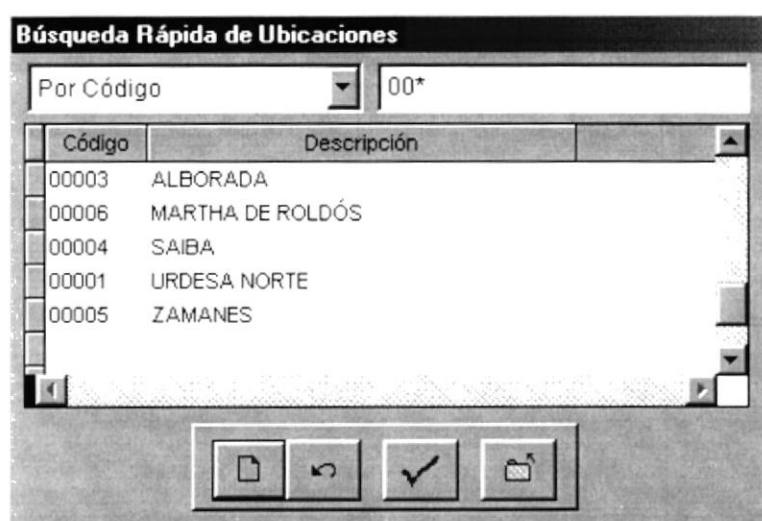 Búsqueda Rápida de Ubicaciones
Por Código 00*
Código Descripción
00003 ALBORADA
00006 MARTHA DE ROLDÓS
00004 SAIBA
00001 URDESA NORTE
00005 ZAMANES